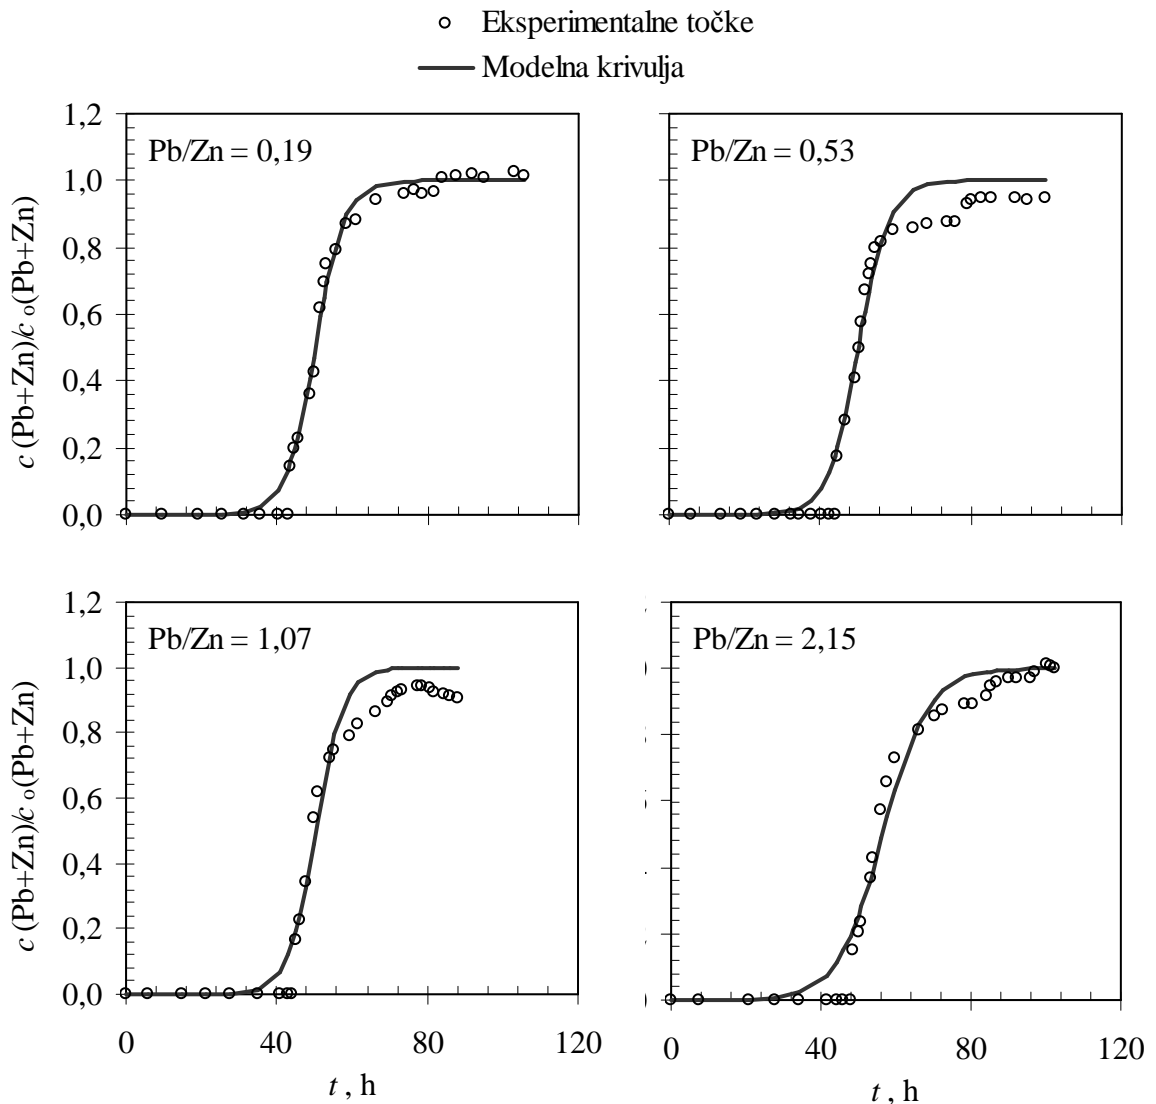 Eksperimentalne točke
Modelna krivulja
1,2
1,0
0,8
0,6
0,4
0,2
0,0
c (Pb+Zn)/c o(Pb+Zn)
Pb/Zn = 0,19
Pb/Zn = 0,53
1,2
1,0
0,8
0,6
0,4
0,2
0,0
c (Pb+Zn)/c o(Pb+Zn)
Pb/Zn = 1,07
0 40 80 120
t , h
Pb/Zn = 2,15
0 40 80 120
t , h